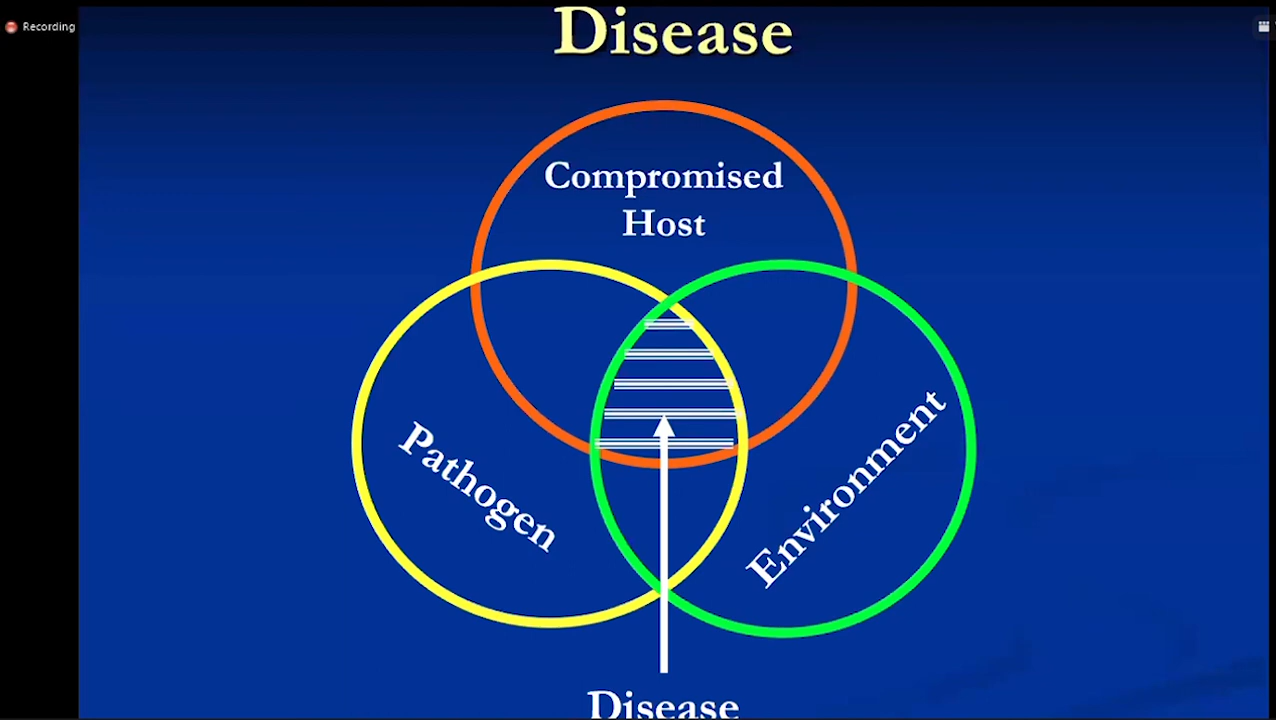 Recording
Disease
Compromised
Host
Pathogen
Environment
Disease